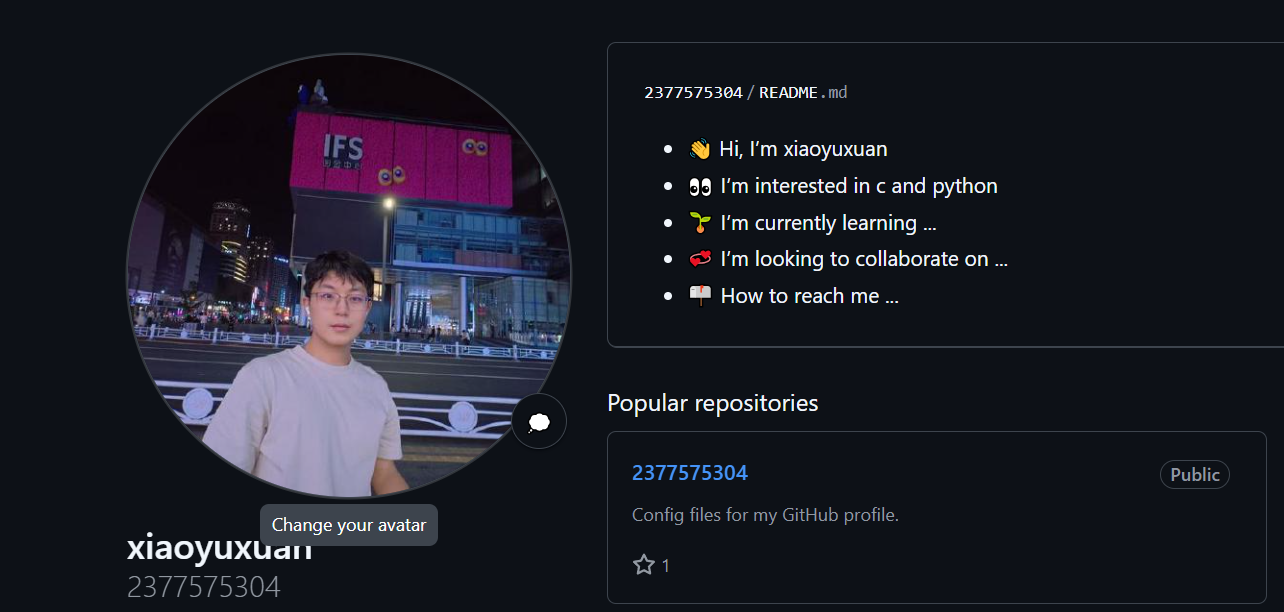 IFS
2377575304/README.md
👋 Hi, I’m xiaoyuxuan
👀 I’m interested in c and python
🌱 I’m currently learning ...
💞️ I’m looking to collaborate on ...
📫 How to reach me ...
Popular repositories
2377575304
Public
Config files for my GitHub profile.
1
Change your avatar
xiaoyuxuan
2377575304